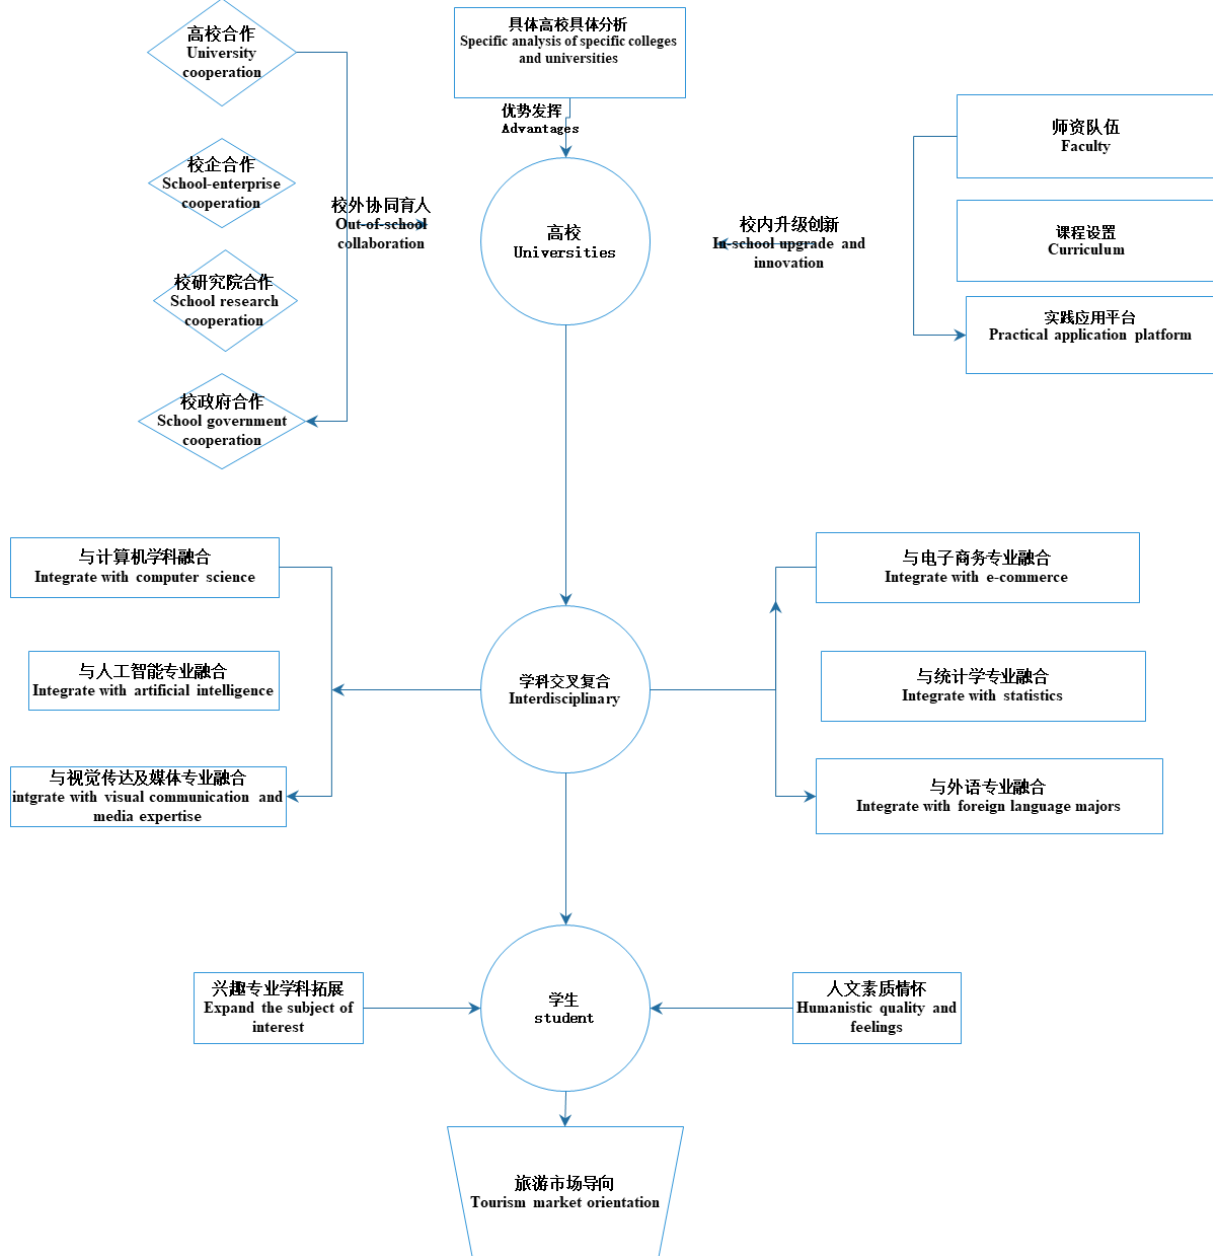 高校合作
University
cooperation
具体高校具体分析
Specific analysis of specific colleges
and universities
优势发挥
Advantages
师资队伍
Faculty
校企合作
School-enterprise
cooperation
校外协同育人
Out-of-school
collaboration
高校
Universities
校内升级创新
In-school upgrade and
innovation
课程设置
Curriculum
校研究院合作
School research
cooperation
实践应用平台
Practical application platform
校政府合作
School government
cooperation
与计算机学科融合
Integrate with computer science
与电子商务专业融合
Integrate with e-commerce
与人工智能专业融合
Integrate with artificial intelligence
学科交叉复合
Interdisciplinary
与统计学专业融合
Integrate with statistics
与视觉传达及媒体专业融合
intgrate with visual communication and
media expertise
与外语专业融合
Integrate with foreign language majors
兴趣专业学科拓展
Expand the subject of
interest
学生
student
人文素质情怀
Humanistic quality and
feelings
旅游市场导向
Tourism market orientation